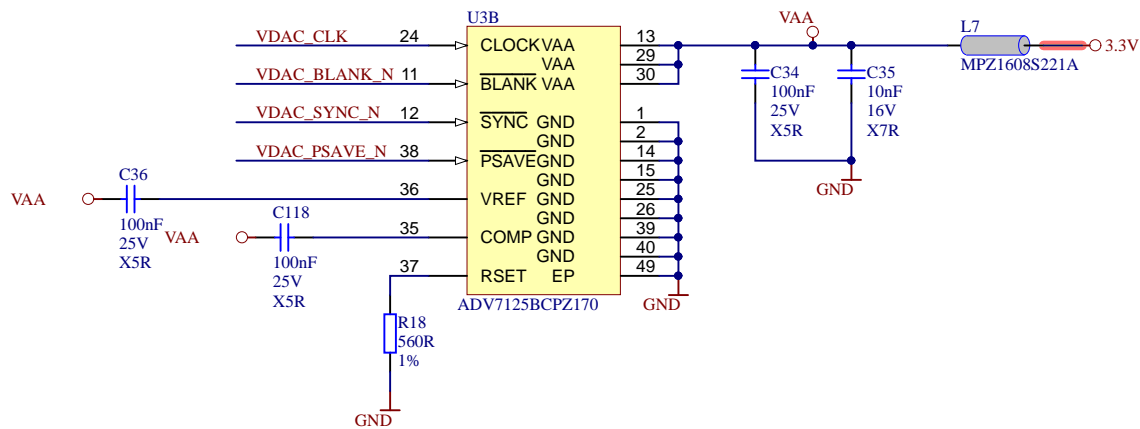 U3B
VAA
L7
VDAC_CLK 24 CLOCK VAA 13
3.3V
VAA 29
MPZ1608S221A
VDAC_BLANK_N 11 BLANK VAA 30
C34
100nF
25V
X5R
C35
10nF
16V
X7R
VDAC_SYNC_N 12 SYNC GND 1
GND 2
VDAC_PSAVE_N 38 PSAVE GND 14
GND 15
GND
C36
VAA
100nF
25V
X5R
36 VREF GND 25
GND 26
C118
VAA
100nF
25V
X5R
35 COMP GND 39
GND 40
37 RSET EP 49
GND
ADV7125BCPZ170
R18
560R
1%
GND